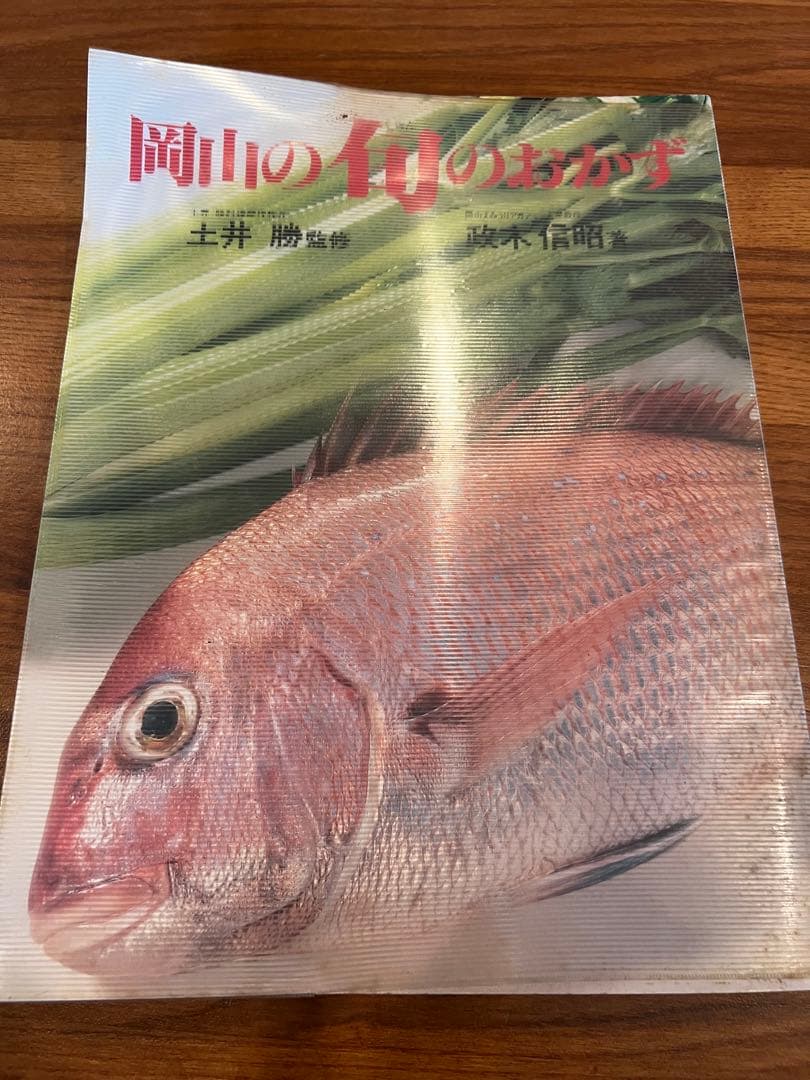 岡山の旬のおかず
土井 勝監修
政木信昭著